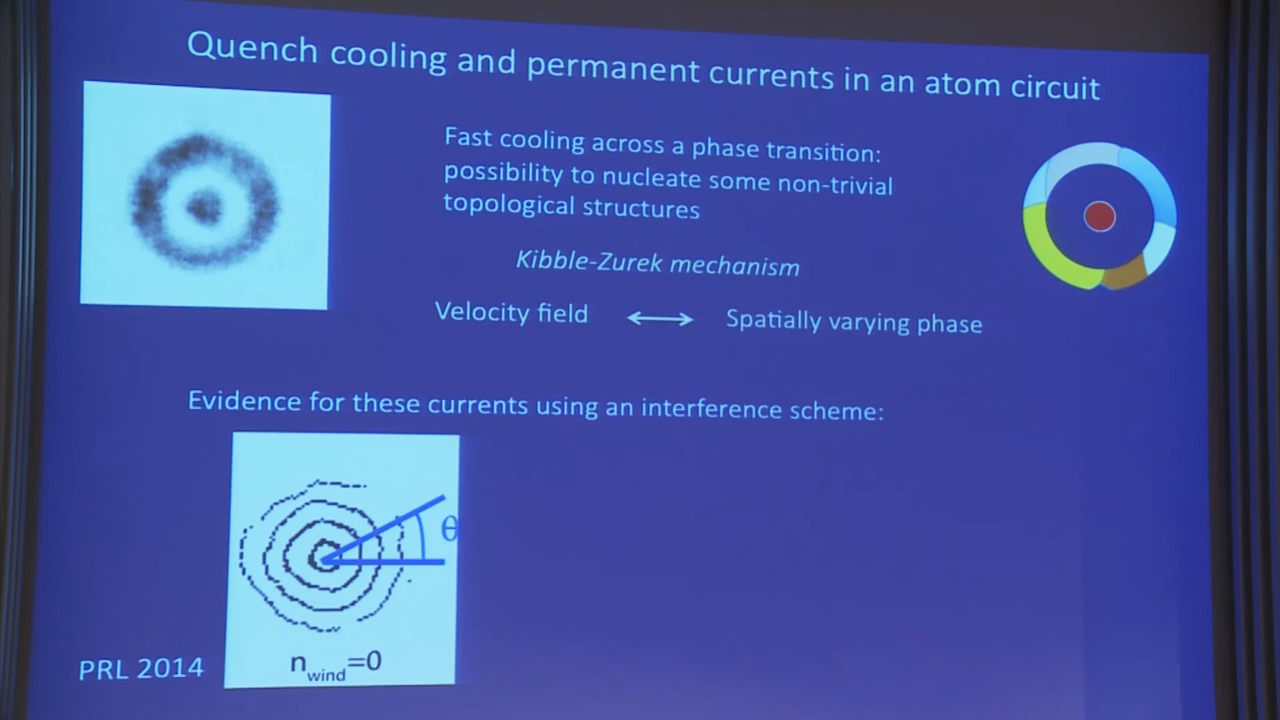 Quench cooling and permanent currents in an atom circuit
Fast cooling across a phase transition:
possibility to nucleate some non-trivial
topological structures
Kibble-Zurek mechanism
Velocity field ⟷ Spatially varying phase
Evidence for these currents using an interference scheme:
θ
n_wind=0
PRL 2014